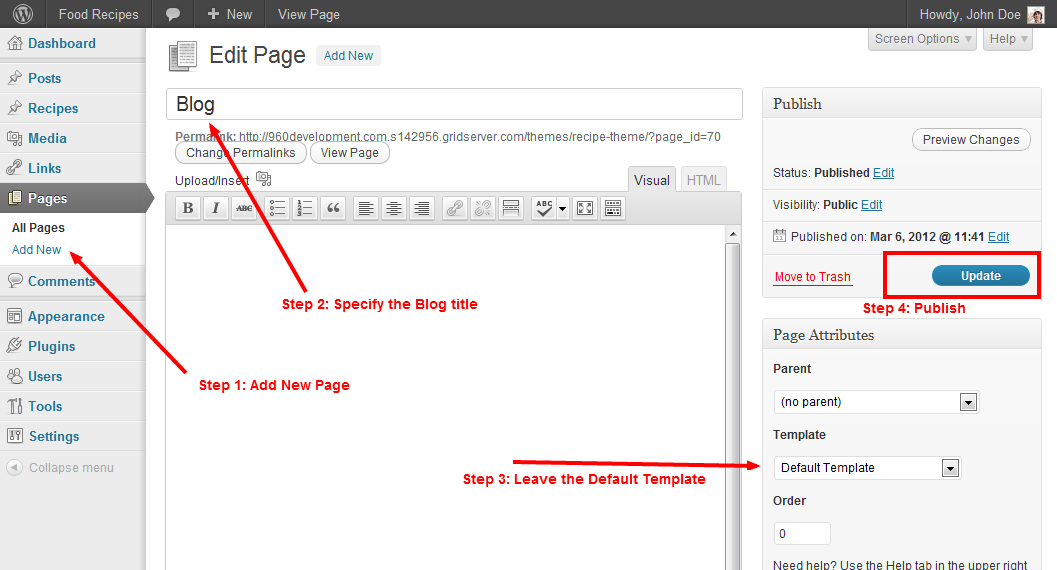 Food Recipes
New
View Page
Howdy, John Doe
Dashboard
Posts
Recipes
Media
Links
Pages
All Pages
Add New
Comments
Appearance
Plugins
Users
Tools
Settings
Collapse menu
Screen Options
Help
Edit Page
Add New
Blog
Permalink: http://960development.com.s142956.gridserver.com/themes/recipe-theme/?page_id=70
Change Permalinks
View Page
Upload/Insert
Visual
HTML
B
I
ABC
ABC
Step 2: Specify the Blog title
Step 1: Add New Page
Step 3: Leave the Default Template
Publish
Preview Changes
Status: Published Edit
Visibility: Public Edit
Published on: Mar 6, 2012 @ 11:41 Edit
Move to Trash
Update
Step 4: Publish
Page Attributes
Parent
(no parent)
Template
Default Template
Order
0
Need help? Use the Help tab in the upper right